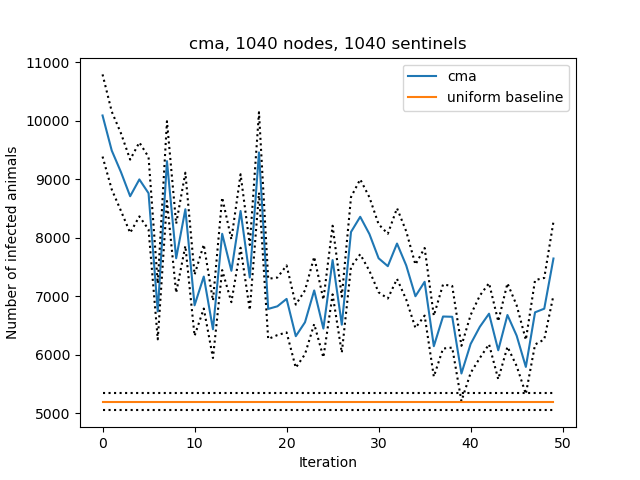 cma, 1040 nodes, 1040 sentinels
cma
uniform baseline
Number of infected animals
11000
10000
9000
8000
7000
6000
5000
0
10
20
30
40
50
Iteration